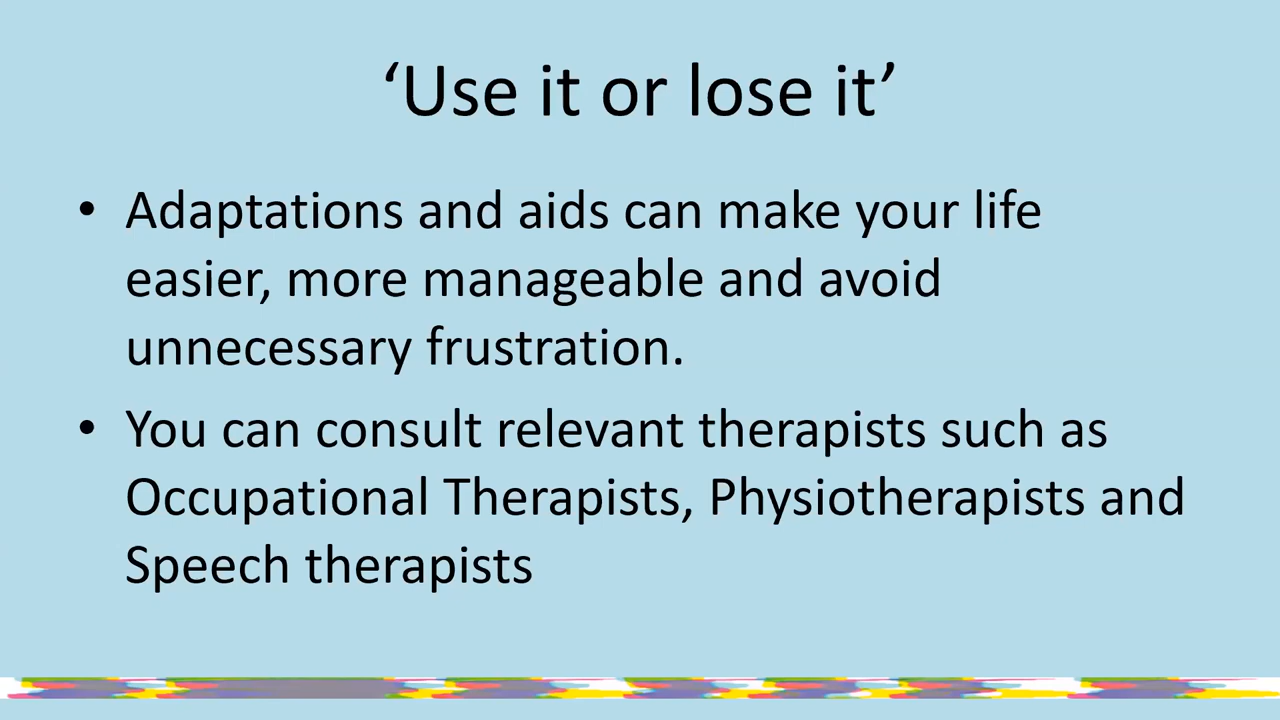 ‘Use it or lose it’
• Adaptations and aids can make your life
easier, more manageable and avoid
unnecessary frustration.
• You can consult relevant therapists such as
Occupational Therapists, Physiotherapists and
Speech therapists